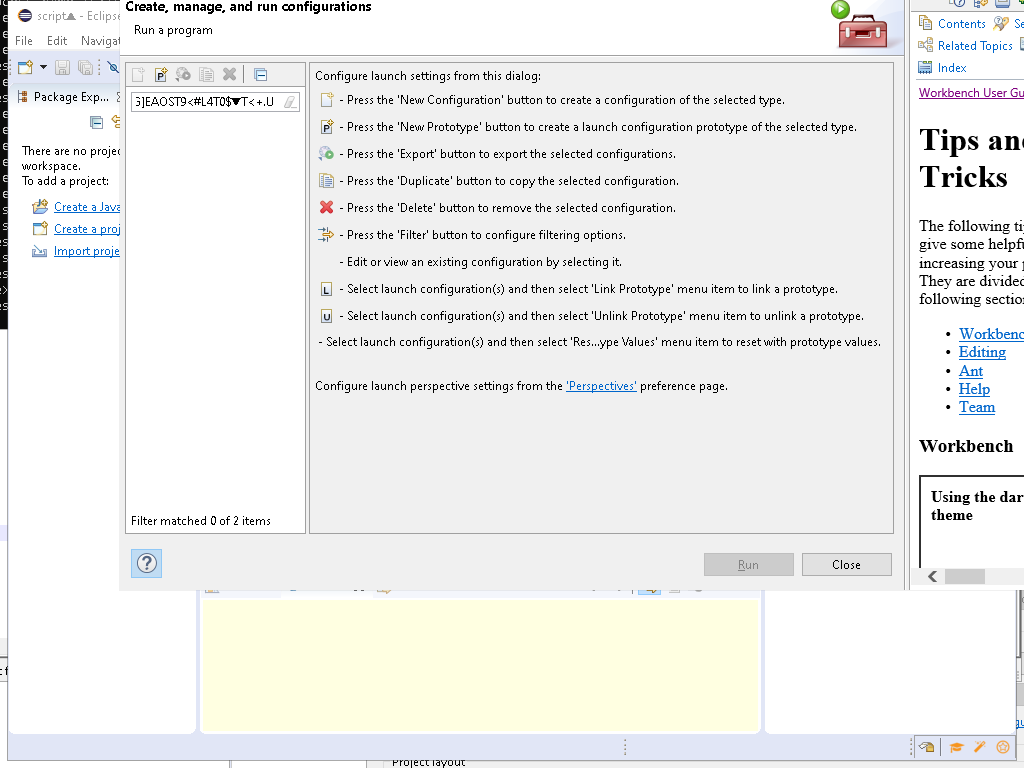 Create, manage, and run configurations
Run a program
script▲ - Eclipse
File Edit Navigat
Package Exp...
There are no projec
workspace.
To add a project:
Create a Java
Create a proj
Import proje
G]EAOST9<#L4T0$▼T<+.U
Filter matched 0 of 2 items
Configure launch settings from this dialog:
- Press the 'New Configuration' button to create a configuration of the selected type.
- Press the 'New Prototype' button to create a launch configuration prototype of the selected type.
- Press the 'Export' button to export the selected configurations.
- Press the 'Duplicate' button to copy the selected configuration.
- Press the 'Delete' button to remove the selected configuration.
- Press the 'Filter' button to configure filtering options.
- Edit or view an existing configuration by selecting it.
L - Select launch configuration(s) and then select 'Link Prototype' menu item to link a prototype.
U - Select launch configuration(s) and then select 'Unlink Prototype' menu item to unlink a prototype.
- Select launch configuration(s) and then select 'Res...ype Values' menu item to reset with prototype values.
Configure launch perspective settings from the 'Perspectives' preference page.
Run Close
Contents Se
Related Topics
Index
Workbench User Gu
Tips and
Tricks
The following ti
give some helpfu
increasing your p
They are divided
following section
• Workbenc
• Editing
• Ant
• Help
• Team
Workbench
Using the dar
theme
Project layout